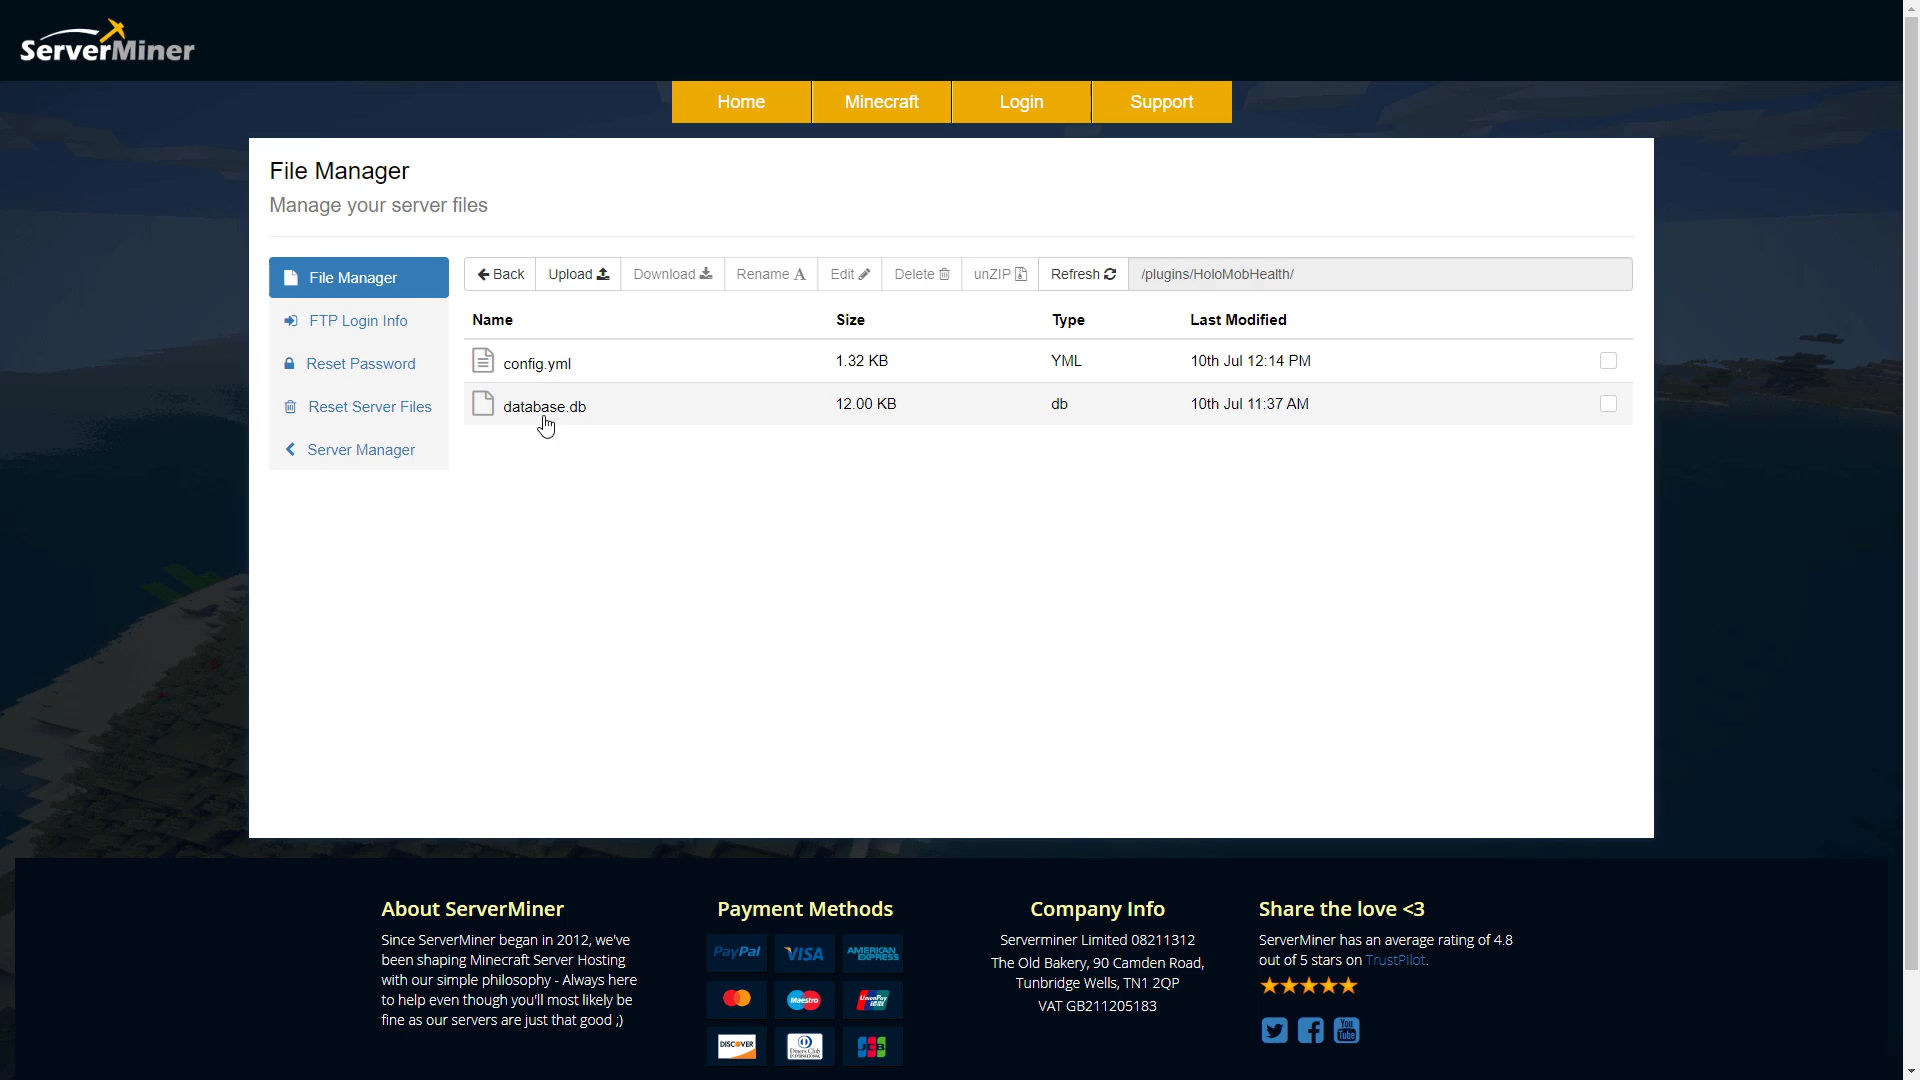 ServerMiner
Home
Minecraft
Login
Support
File Manager
Manage your server files
File Manager
FTP Login Info
Reset Password
Reset Server Files
Server Manager
Back
Upload
Download
Rename
Edit
Delete
unZIP
Refresh
/plugins/HoloMobHealth/
Name Size Type Last Modified
config.yml 1.32 KB YML 10th Jul 12:14 PM
database.db 12.00 KB db 10th Jul 11:37 AM
About ServerMiner
Since ServerMiner began in 2012, we've
been shaping Minecraft Server Hosting
with our simple philosophy - Always here
to help even though you'll most likely be
fine as our servers are just that good ;)
Payment Methods
PayPal VISA AMERICAN EXPRESS
Maestro UnionPay
DISCOVER Diners Club INTERNATIONAL JCB
Company Info
Serverminer Limited 08211312
The Old Bakery, 90 Camden Road,
Tunbridge Wells, TN1 2QP
VAT GB211205183
Share the love <3
ServerMiner has an average rating of 4.8
out of 5 stars on TrustPilot.
You
Tube